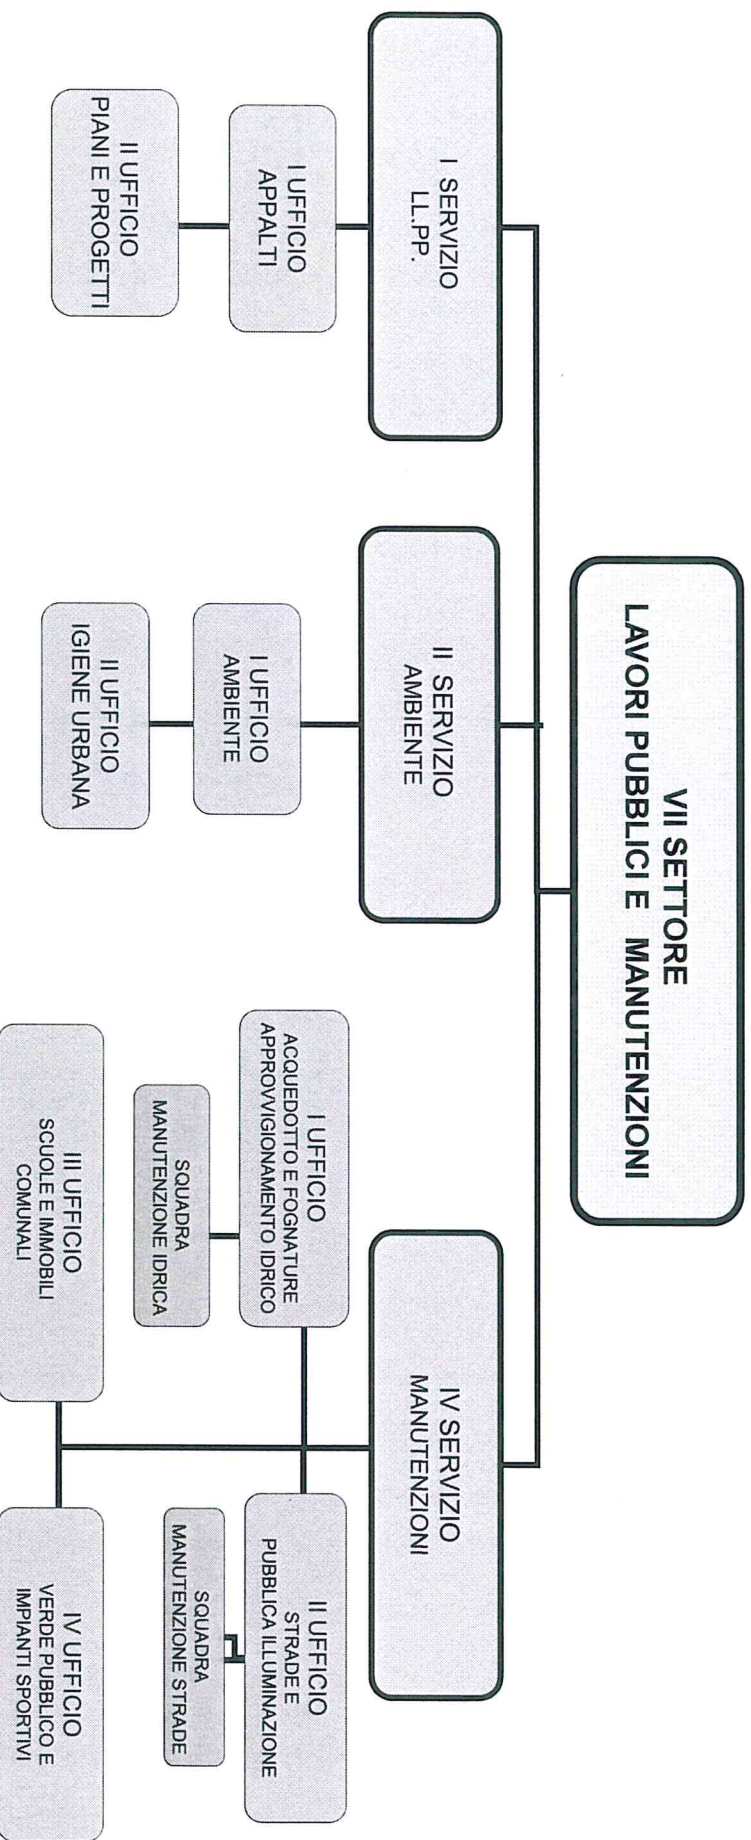 VII SETTORE
LAVORI PUBBLICI E MANUTENZIONI
I SERVIZIO
LL.PP.
I UFFICIO
APPALTI
II UFFICIO
PIANI E PROGETTI
II SERVIZIO
AMBIENTE
I UFFICIO
AMBIENTE
II UFFICIO
IGIENE URBANA
IV SERVIZIO
MANUTENZIONI
I UFFICIO
ACQUEDOTTO E FOGNATURE
APPROVVIGIONAMENTO IDRICO
SQUADRA
MANUTENZIONE IDRICA
II UFFICIO
STRADE E
PUBBLICA ILLUMINAZIONE
SQUADRA
MANUTENZIONE STRADE
III UFFICIO
SCUOLE E IMMOBILI
COMUNALI
IV UFFICIO
VERDE PUBBLICO E
IMPIANTI SPORTIVI